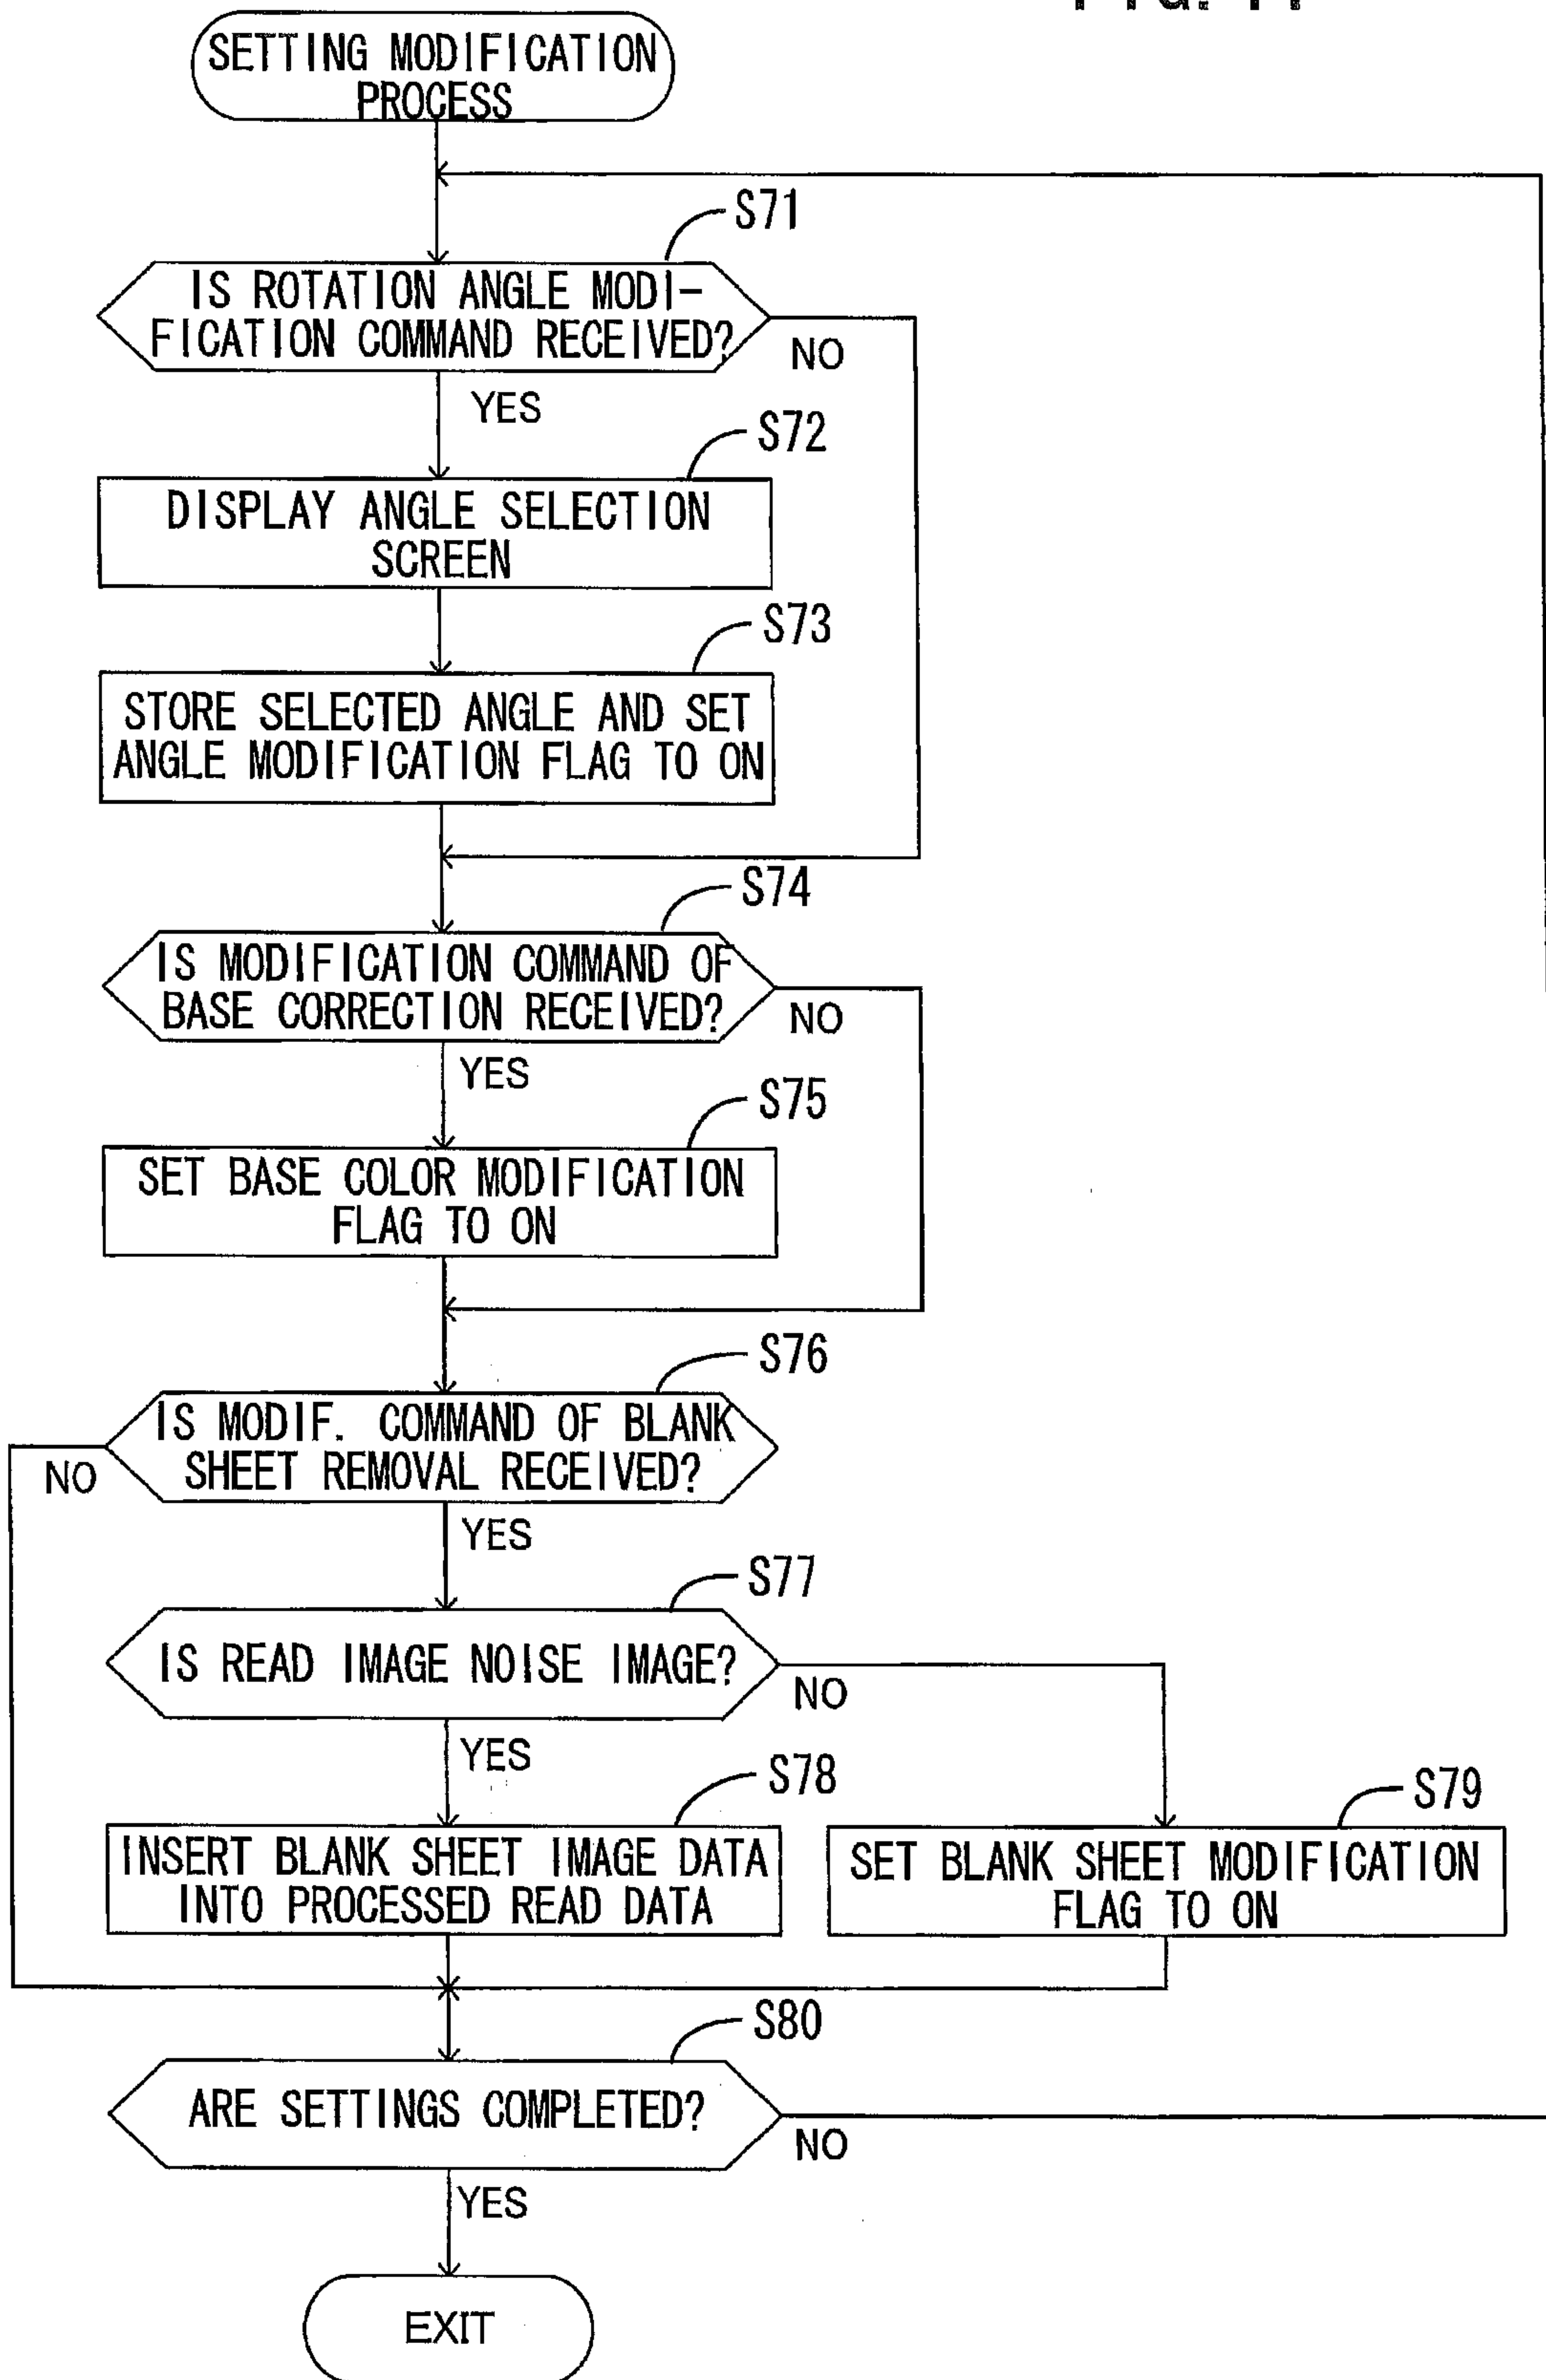 SETTING MODIFICATION
PROCESS
S71
IS ROTATION ANGLE MODI-
FICATION COMMAND RECEIVED?
NO
YES
S72
DISPLAY ANGLE SELECTION
SCREEN
S73
STORE SELECTED ANGLE AND SET
ANGLE MODIFICATION FLAG TO ON
S74
IS MODIFICATION COMMAND OF
BASE CORRECTION RECEIVED?
NO
YES
S75
SET BASE COLOR MODIFICATION
FLAG TO ON
S76
IS MODIF. COMMAND OF BLANK
SHEET REMOVAL RECEIVED?
NO
YES
S77
IS READ IMAGE NOISE IMAGE?
NO
YES
S78
S79
INSERT BLANK SHEET IMAGE DATA
INTO PROCESSED READ DATA
SET BLANK SHEET MODIFICATION
FLAG TO ON
S80
ARE SETTINGS COMPLETED?
NO
YES
EXIT